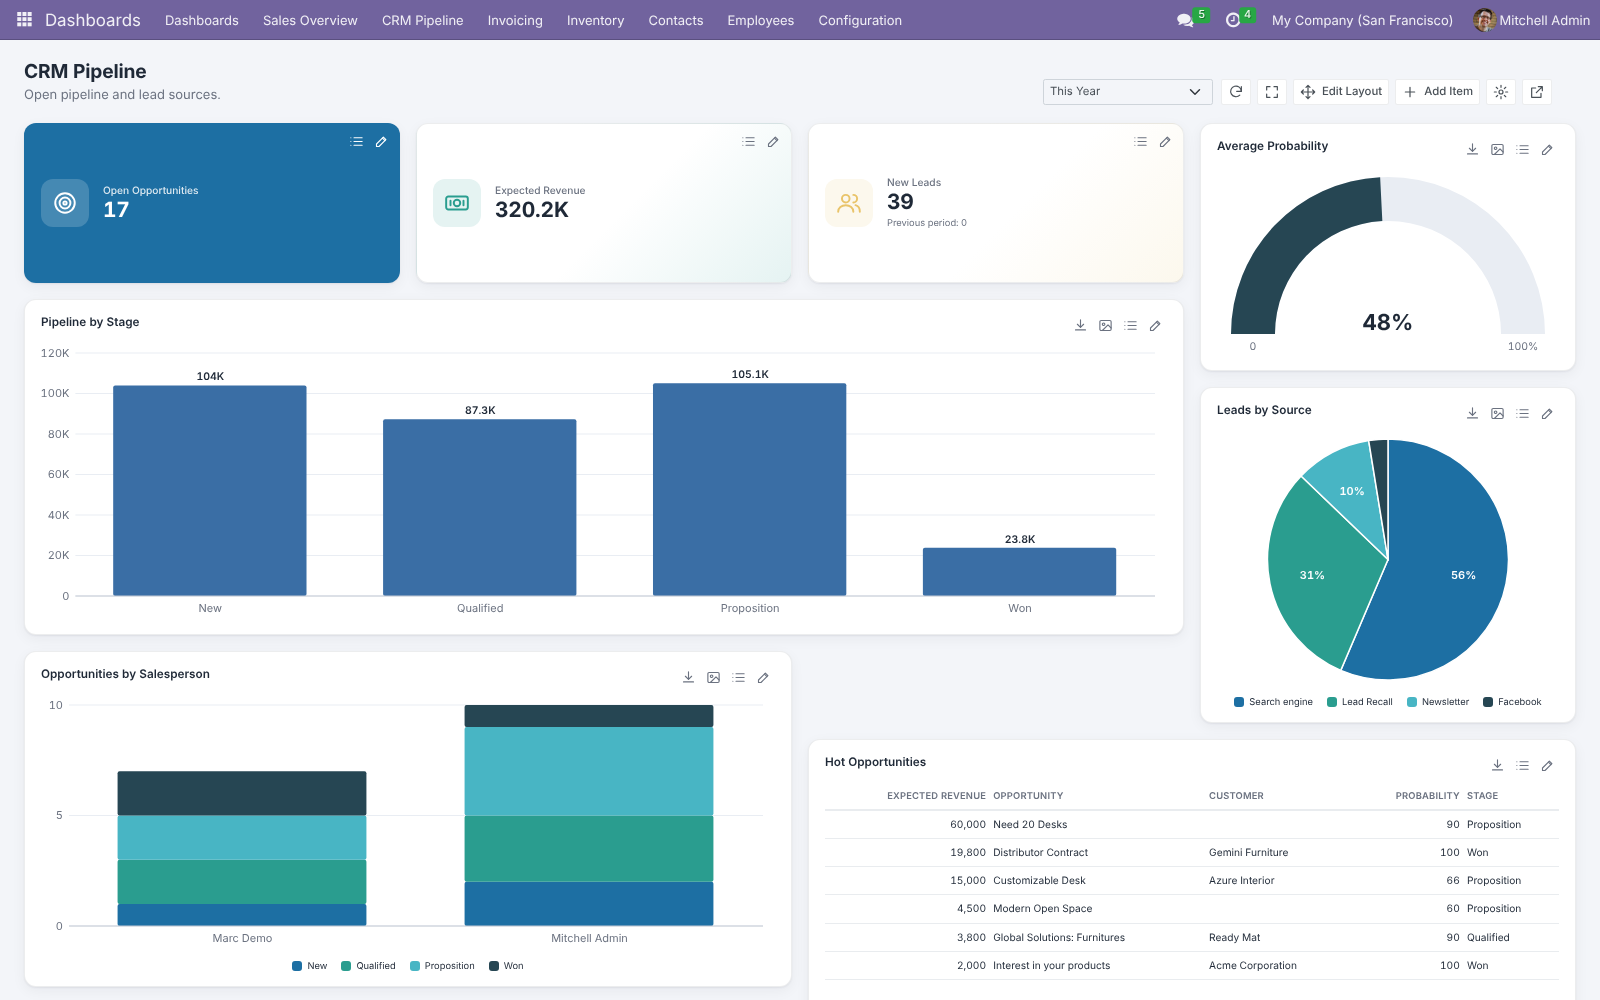 Dashboards Dashboards Sales Overview CRM Pipeline Invoicing Inventory Contacts Employees Configuration 5 4 My Company (San Francisco) Mitchell Admin
CRM Pipeline
Open pipeline and lead sources.
This Year Edit Layout Add Item
Open Opportunities
17
Expected Revenue
320.2K
New Leads
39
Previous period: 0
Average Probability
48%
0 100%
Pipeline by Stage
120K
100K
80K
60K
40K
20K
0
104K
87.3K
105.1K
23.8K
New Qualified Proposition Won
Leads by Source
10%
31%
56%
Search engine Lead Recall Newsletter Facebook
Opportunities by Salesperson
10
5
0
Marc Demo Mitchell Admin
New Qualified Proposition Won
Hot Opportunities
EXPECTED REVENUE OPPORTUNITY CUSTOMER PROBABILITY STAGE
60,000 Need 20 Desks 90 Proposition
19,800 Distributor Contract Gemini Furniture 100 Won
15,000 Customizable Desk Azure Interior 66 Proposition
4,500 Modern Open Space 60 Proposition
3,800 Global Solutions: Furnitures Ready Mat 90 Qualified
2,000 Interest in your products Acme Corporation 100 Won